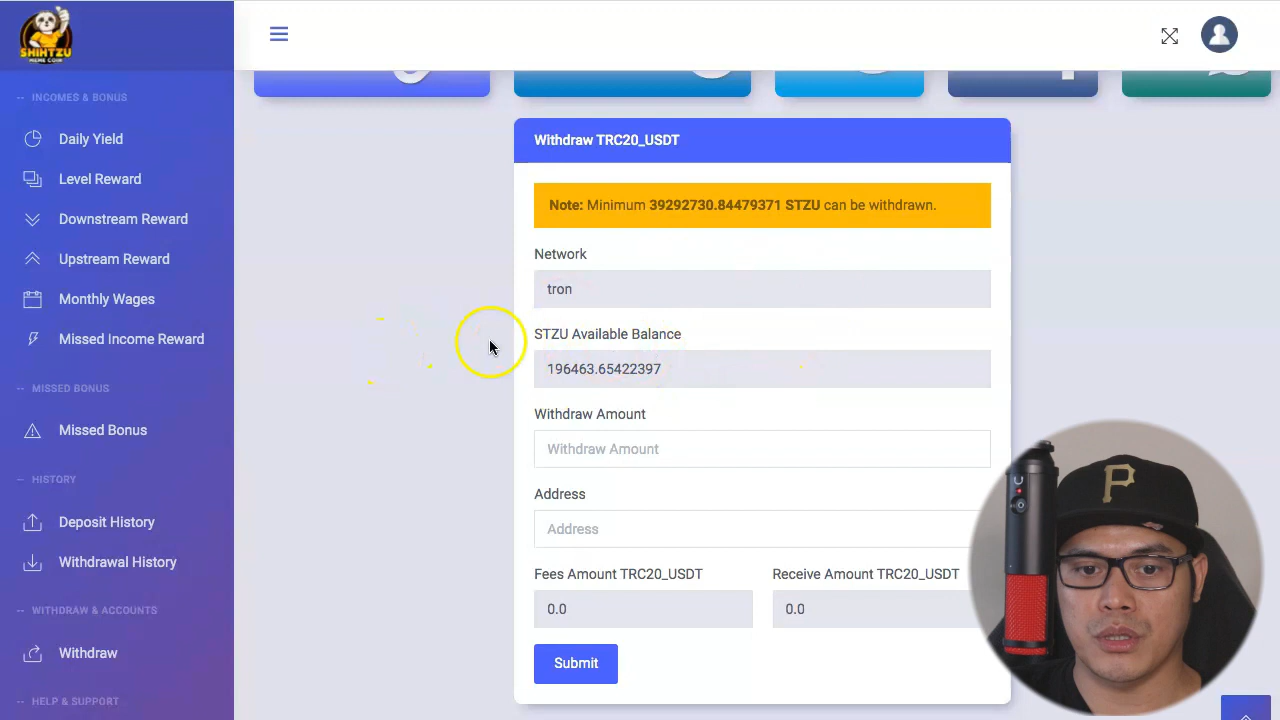 SHIHTZU
MEME COIN
-- INCOMES & BONUS
Daily Yield
Level Reward
Downstream Reward
Upstream Reward
Monthly Wages
Missed Income Reward
-- MISSED BONUS
Missed Bonus
-- HISTORY
Deposit History
Withdrawal History
-- WITHDRAW & ACCOUNTS
Withdraw
-- HELP & SUPPORT
Withdraw TRC20_USDT
Note: Minimum 39292730.84479371 STZU can be withdrawn.
Network
tron
STZU Available Balance
196463.65422397
Withdraw Amount
Withdraw Amount
Address
Address
Fees Amount TRC20_USDT
Receive Amount TRC20_USDT
0.0
0.0
Submit
P